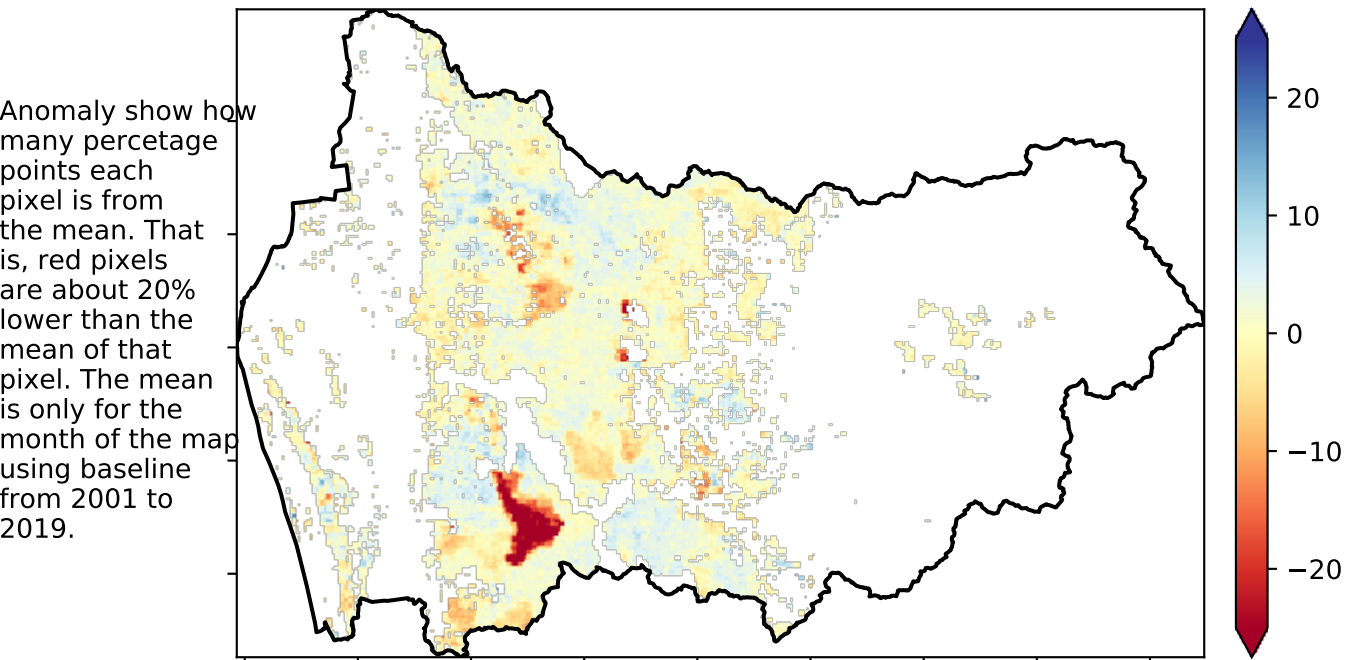 Anomaly show how
many percetage
points each
pixel is from
the mean. That
is, red pixels
are about 20%
lower than the
mean of that
pixel. The mean
is only for the
month of the map
using baseline
from 2001 to
2019.
20
10
0
−10
−20